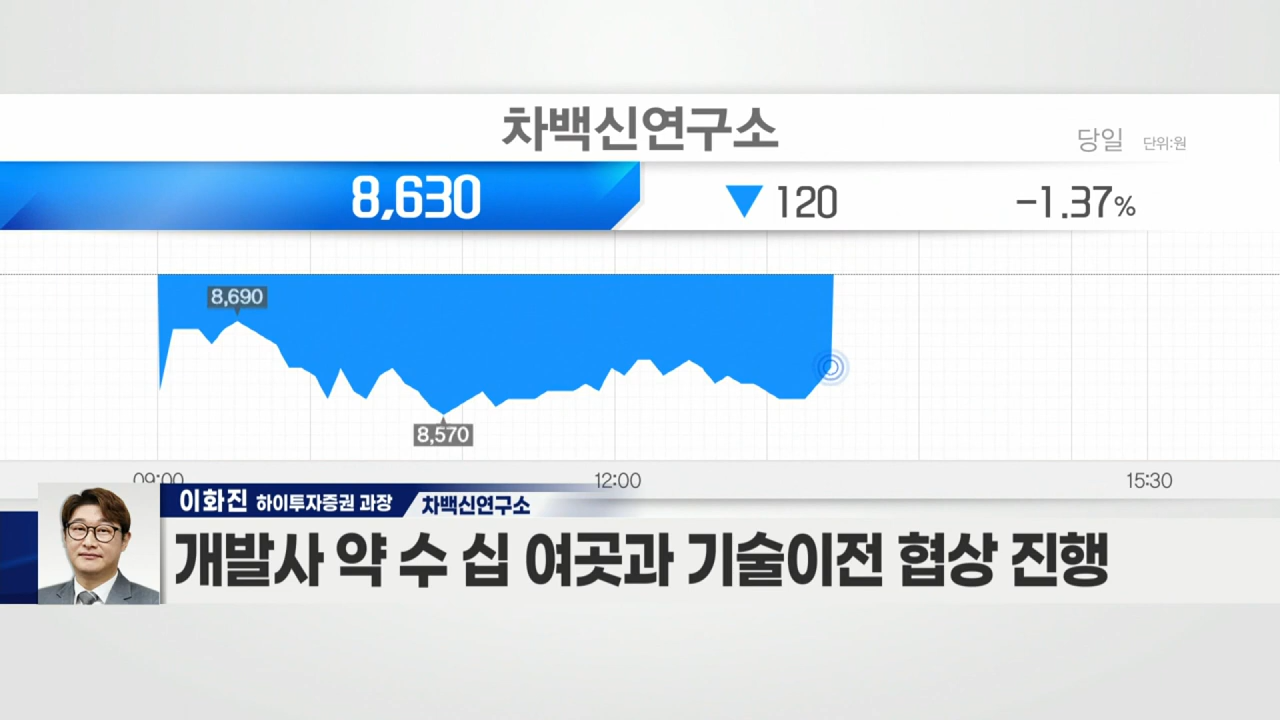 차백신연구소
당일 단위:원
8,630 ▼ 120 -1.37%
8,690
8,570
09:00 12:00 15:30
이화진 하이투자증권 과장 차백신연구소
개발사 약 수 십 여곳과 기술이전 협상 진행